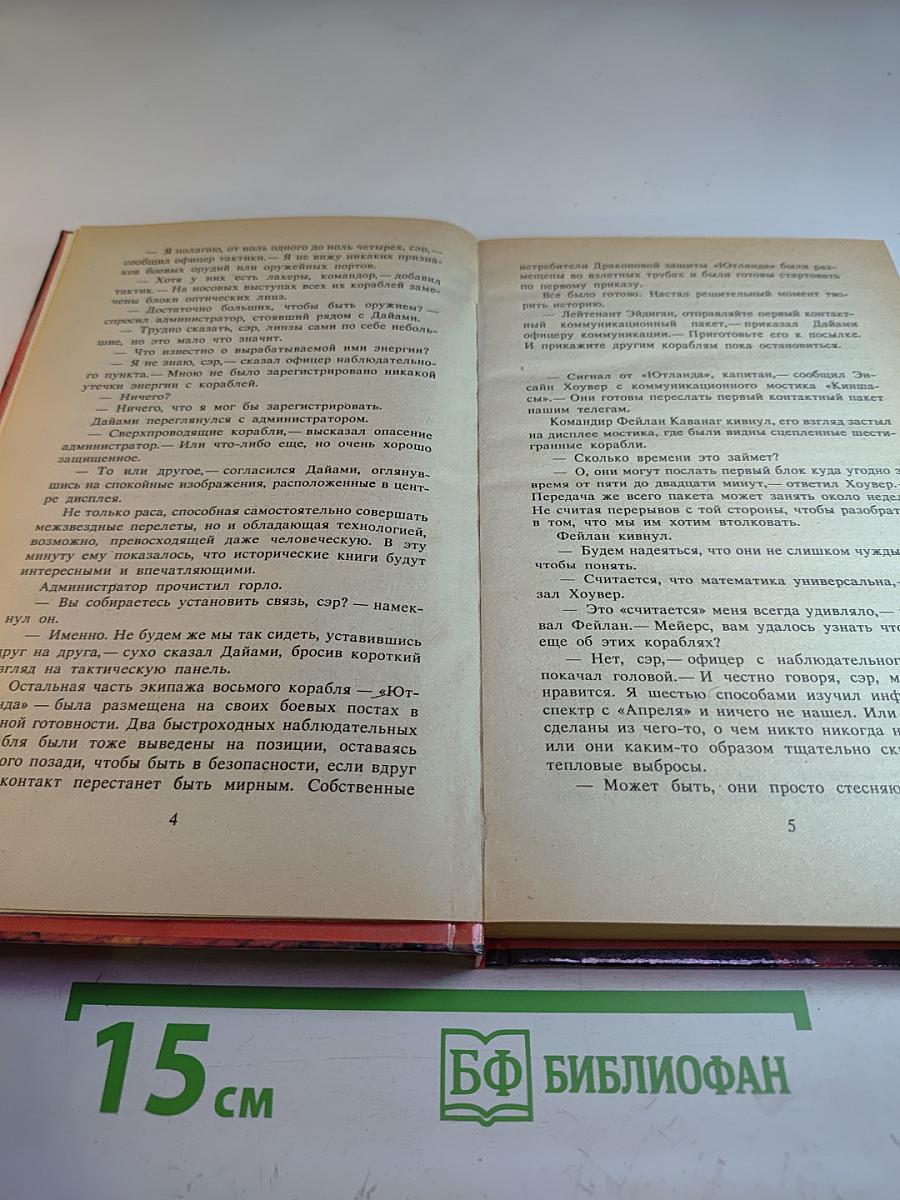 — Я полагаю, от ноль одного до ноль четырех, сэр,—
сообщил офицер тактики.— Я не вижу никаких призна-
ков боевых орудий или оружейных портов.
— Хотя у них есть лазеры, командор,— добавил
тактик.— На носовых выступах всех их кораблей заме-
чены блоки оптических линз.
— Достаточно больших, чтобы быть оружием? —
спросил администратор, стоявший рядом с Дайами.
— Трудно сказать, сэр, линзы сами по себе неболь-
шие, но это мало что значит.
— Что известно о вырабатываемой ими энергии?
— Я не знаю, сэр,— сказал офицер наблюдательно-
го пункта.— Мною не было зарегистрировано никакой
утечки энергии с кораблей.
— Ничего?
— Ничего, что я мог бы зарегистрировать.
Дайами переглянулся с администратором.
— Сверхпроводящие корабли,— высказал опасение
администратор.— Или что-либо еще, но очень хорошо
защищенное.
— То или другое,— согласился Дайами, оглянув-
шись на спокойные изображения, расположенные в цент-
ре дисплея.
Не только раса, способная самостоятельно совершать
межзвездные перелеты, но и обладающая технологией,
возможно, превосходящей даже человеческую. В эту
минуту ему показалось, что исторические книги будут
интересными и впечатляющими.
Администратор прочистил горло.
— Вы собираетесь установить связь, сэр? — намек-
нул он.
— Именно. Не будем же мы так сидеть, уставившись
друг на друга,— сухо сказал Дайами, бросив короткий
взгляд на тактическую панель.
Остальная часть экипажа восьмого корабля — «Ют-
нда» — была размещена на своих боевых постах в
ной готовности. Два быстроходных наблюдательных
бля были тоже выведены на позиции, оставаясь
ого позади, чтобы быть в безопасности, если вдруг
контакт перестанет быть мирным. Собственные
4
истребители Драконовой защиты «Ютланда» были раз-
мещены во взлетных трубах и были готовы стартовать
по первому приказу.
Все было готово. Настал решительный момент тво-
рить историю.
— Лейтенант Эйдиган, отправляйте первый контакт-
ный коммуникационный пакет,— приказал Дайами
офицеру коммуникации.— Приготовьте его к посылке.
И прикажите другим кораблям пока остановиться.
— Сигнал от «Ютланда», капитан,— сообщил Эн-
сайн Хоувер с коммуникационного мостика «Кинша-
сы».— Они готовы переслать первый контактный пакет
нашим телегам.
Командир Фейлан Каванаг кивнул, его взгляд застыл
на дисплее мостика, где были видны сцепленные шести-
гранные корабли.
— Сколько времени это займет?
— О, они могут послать первый блок куда угодно з
время от пяти до двадцати минут,— ответил Хоувер.—
Передача же всего пакета может занять около недел
Не считая перерывов с той стороны, чтобы разобрат
в том, что мы им хотим втолковать.
Фейлан кивнул.
— Будем надеяться, что они не слишком чужды
чтобы понять.
— Считается, что математика универсальна,—
зал Хоувер.
— Это «считается» меня всегда удивляло,—
вал Фейлан.— Мейерс, вам удалось узнать что
еще об этих кораблях?
— Нет, сэр,— офицер с наблюдательного
покачал головой.— И честно говоря, сэр, м
нравится. Я шестью способами изучил инф
спектр с «Апреля» и ничего не нашел. Или
сделаны из чего-то, о чем никто никогда н
или они каким-то образом тщательно ск
тепловые выбросы.
— Может быть, они просто стесняю
5
15 см
БФ БИБЛИОФАН